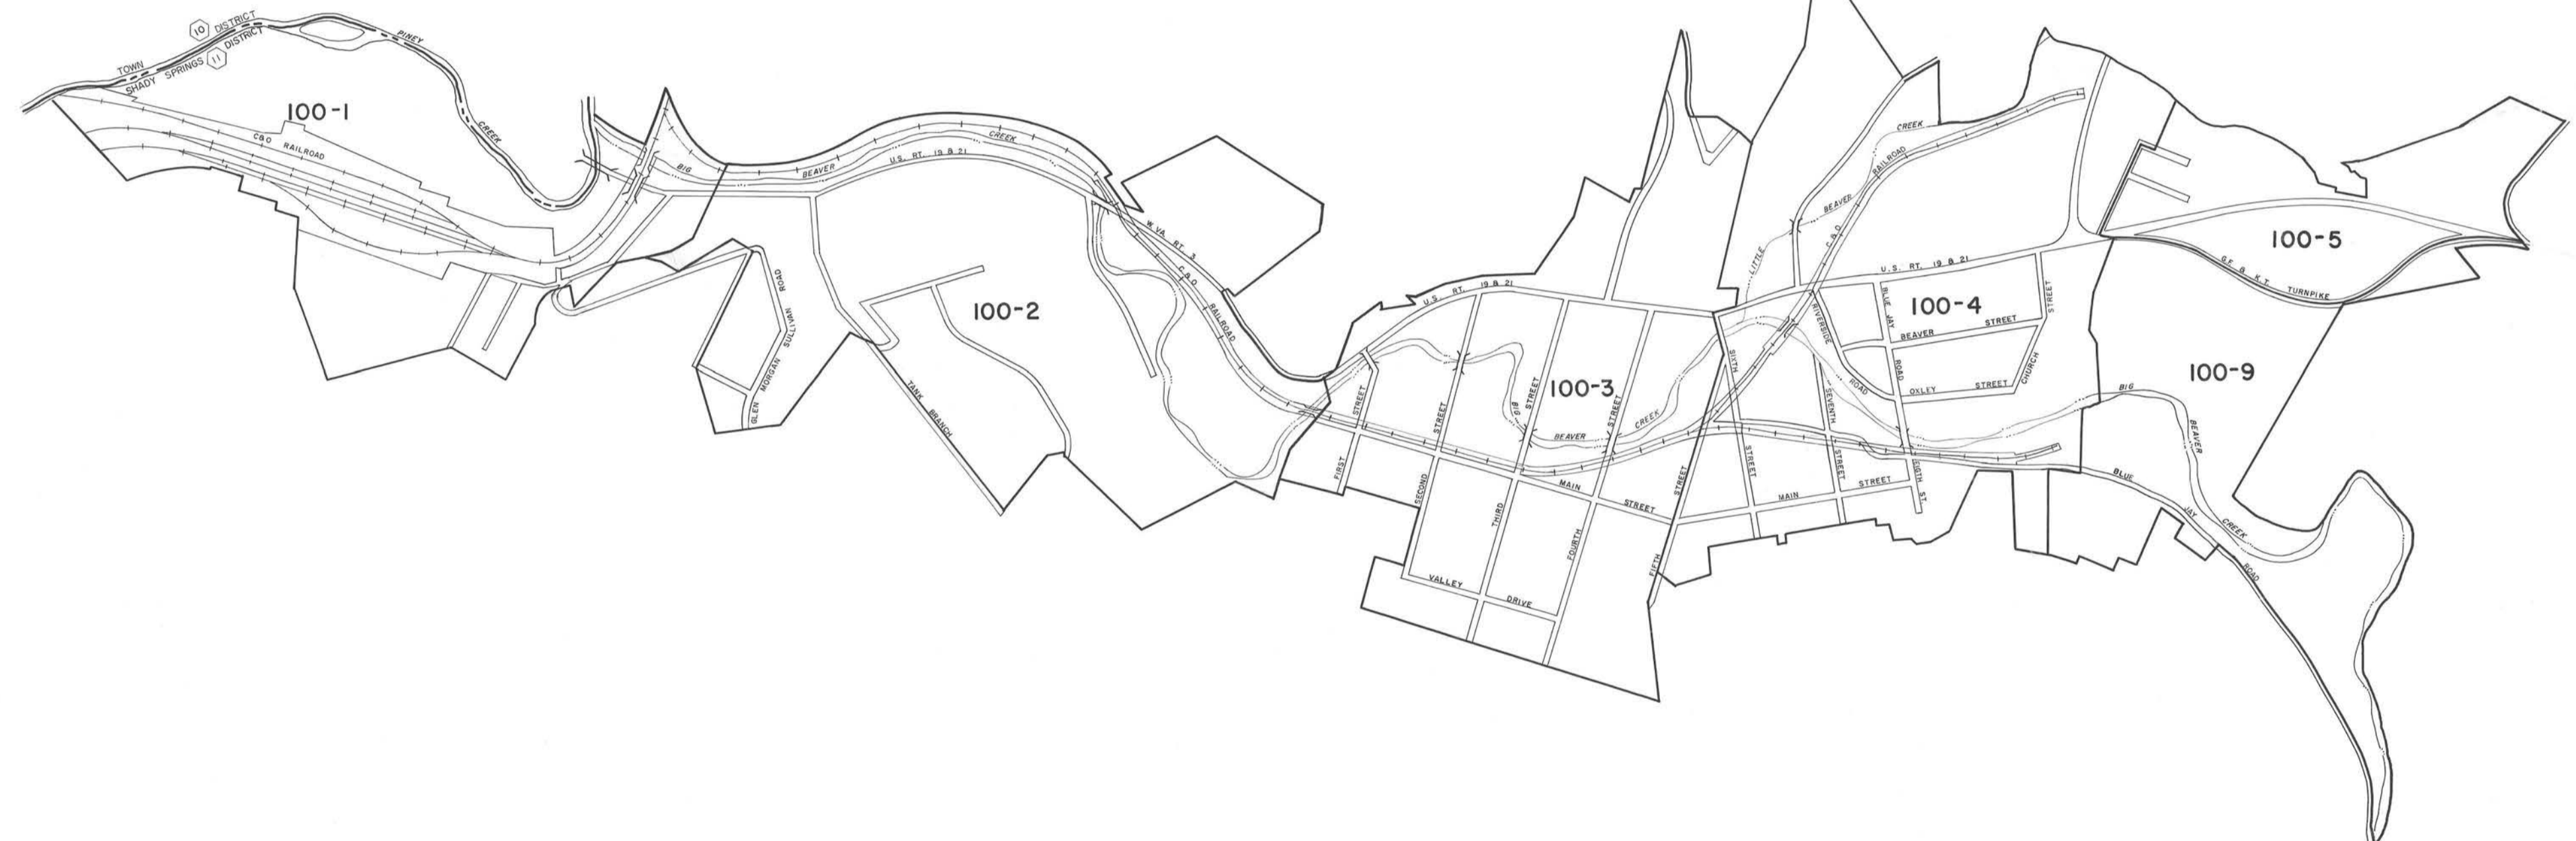 10 DISTRICT
TOWN
SHADY SPRINGS 11 DISTRICT
PINEY
CREEK
100-1
C&O RAILROAD
BIG
BEAVER
CREEK
U.S. RT. 19 & 21
W. VA. RT. 3
C & O RAILROAD
GLEN MORGAN SULLIVAN ROAD
100-2
TANK BRANCH
U.S. RT. 19 & 21
100-3
BIG
BEAVER
CREEK
FIRST STREET
SECOND STREET
THIRD STREET
FOURTH STREET
FIFTH STREET
MAIN STREET
VALLEY DRIVE
LITTLE
BEAVER
CREEK
C & O RAILROAD
U.S. RT. 19 & 21
100-4
RIVERSIDE ROAD
BLUE JAY ROAD
BEAVER STREET
OXLEY STREET
CHURCH STREET
SIXTH STREET
SEVENTH STREET
EIGTH ST.
MAIN STREET
100-5
G.F. & K.T. TURNPIKE
100-9
BIG
BEAVER
CREEK
BLUE JAY ROAD